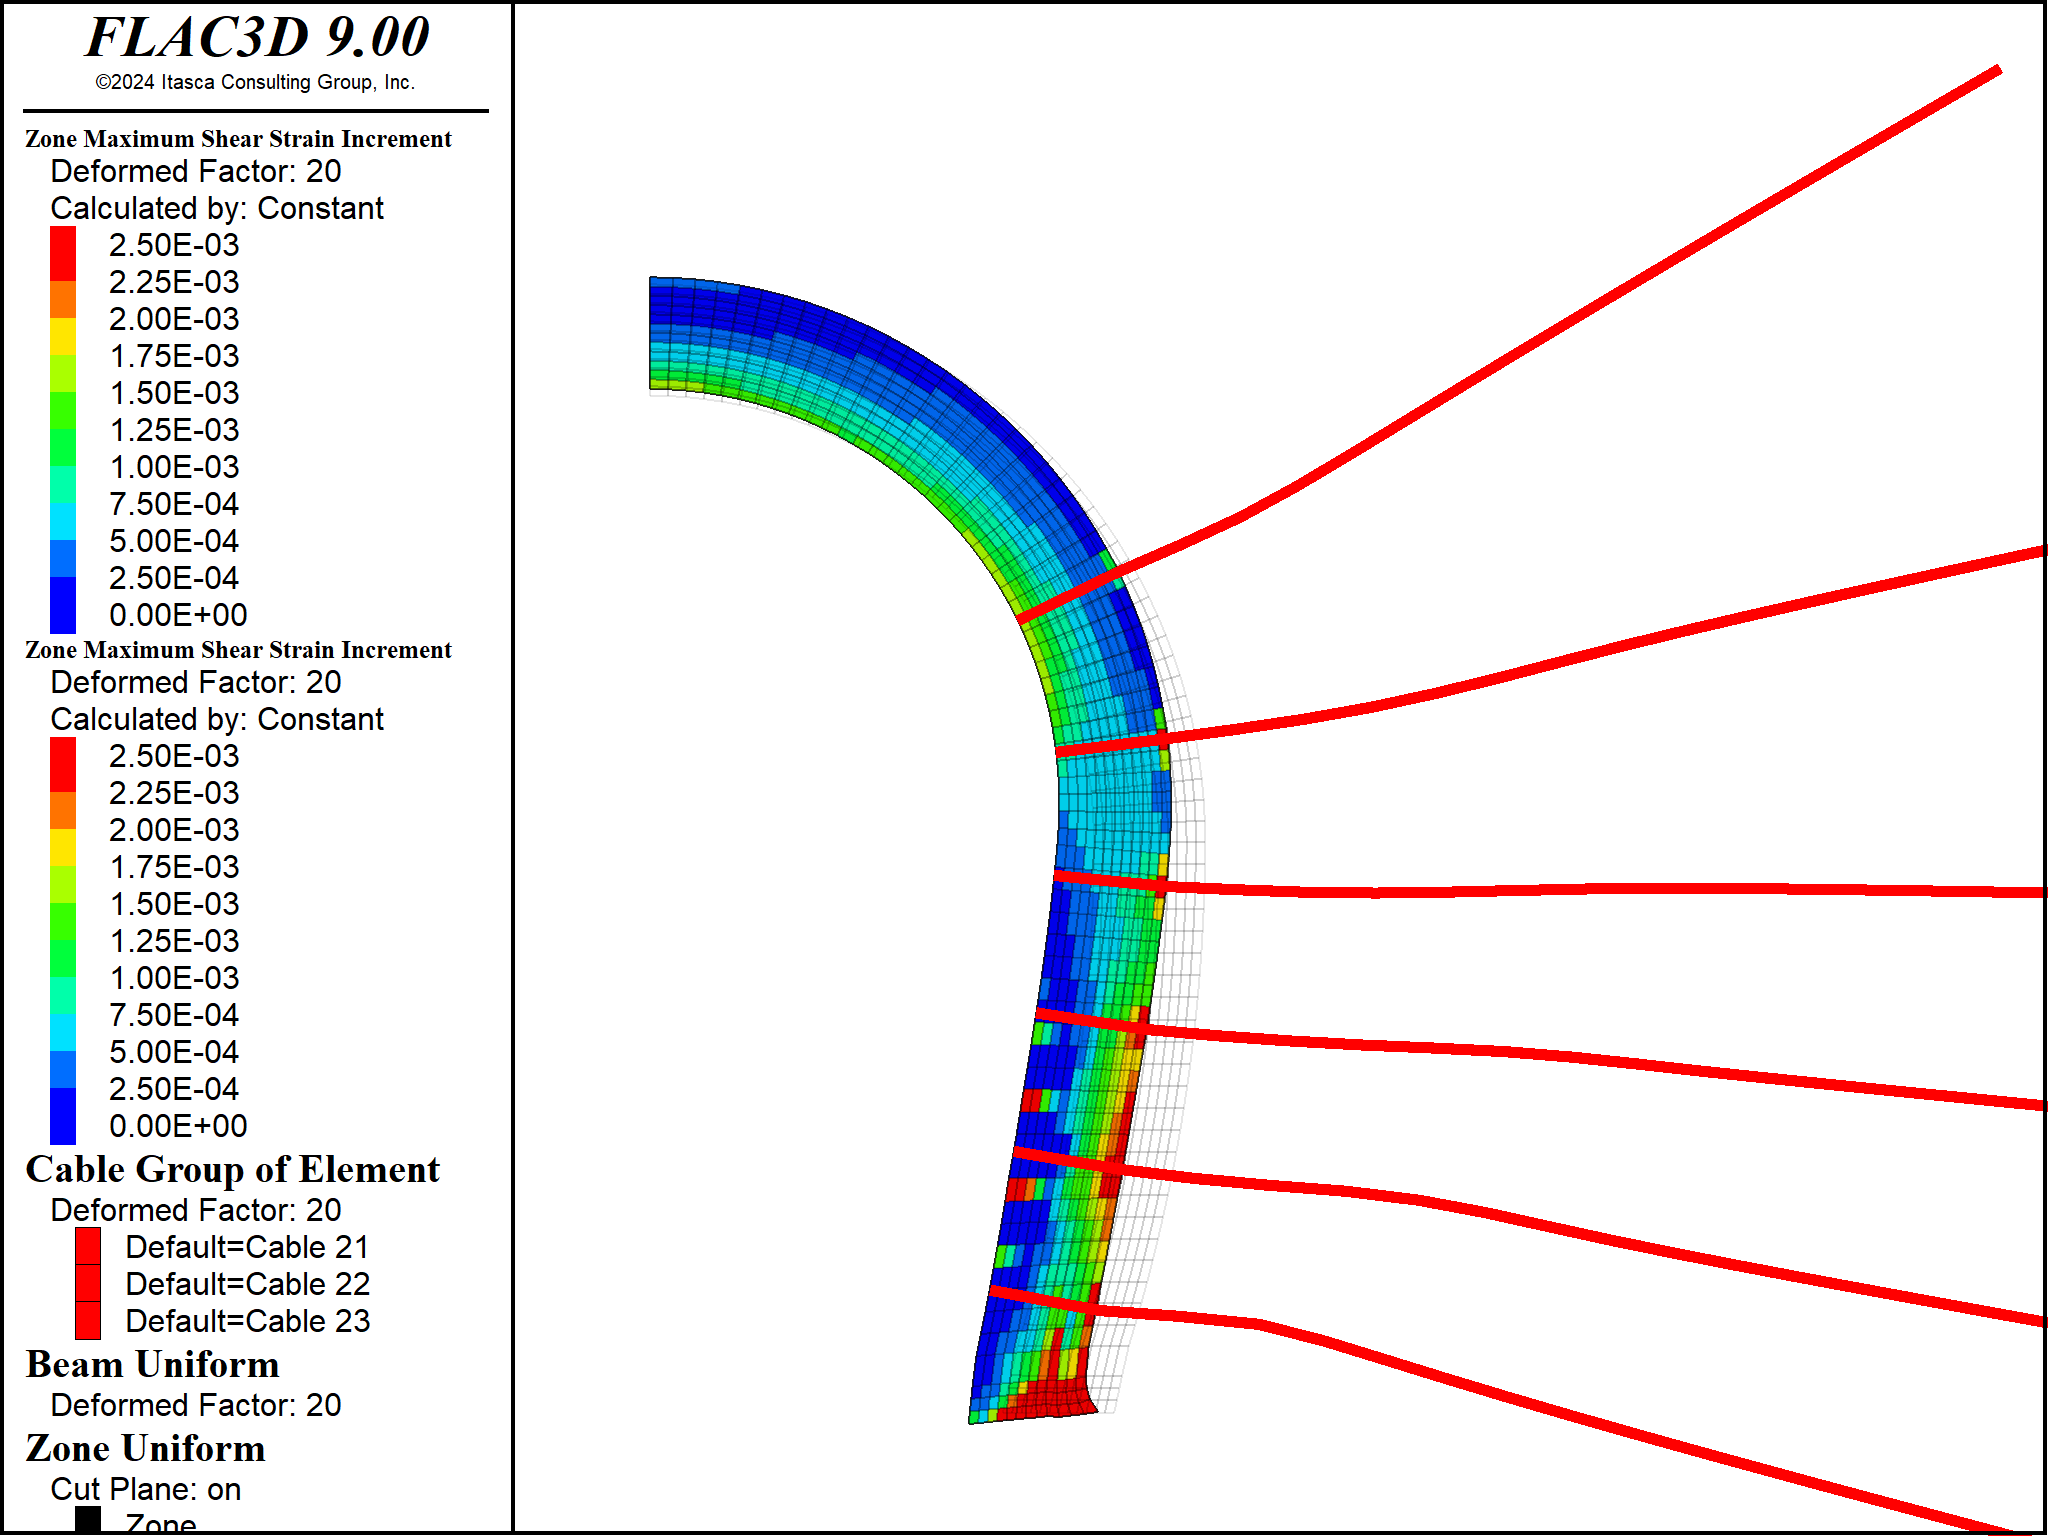 FLAC3D 9.00
©2024 Itasca Consulting Group, Inc.
Zone Maximum Shear Strain Increment
Deformed Factor: 20
Calculated by: Constant
2.50E-03
2.25E-03
2.00E-03
1.75E-03
1.50E-03
1.25E-03
1.00E-03
7.50E-04
5.00E-04
2.50E-04
0.00E+00
Zone Maximum Shear Strain Increment
Deformed Factor: 20
Calculated by: Constant
2.50E-03
2.25E-03
2.00E-03
1.75E-03
1.50E-03
1.25E-03
1.00E-03
7.50E-04
5.00E-04
2.50E-04
0.00E+00
Cable Group of Element
Deformed Factor: 20
Default=Cable 21
Default=Cable 22
Default=Cable 23
Beam Uniform
Deformed Factor: 20
Zone Uniform
Cut Plane: on
Zone